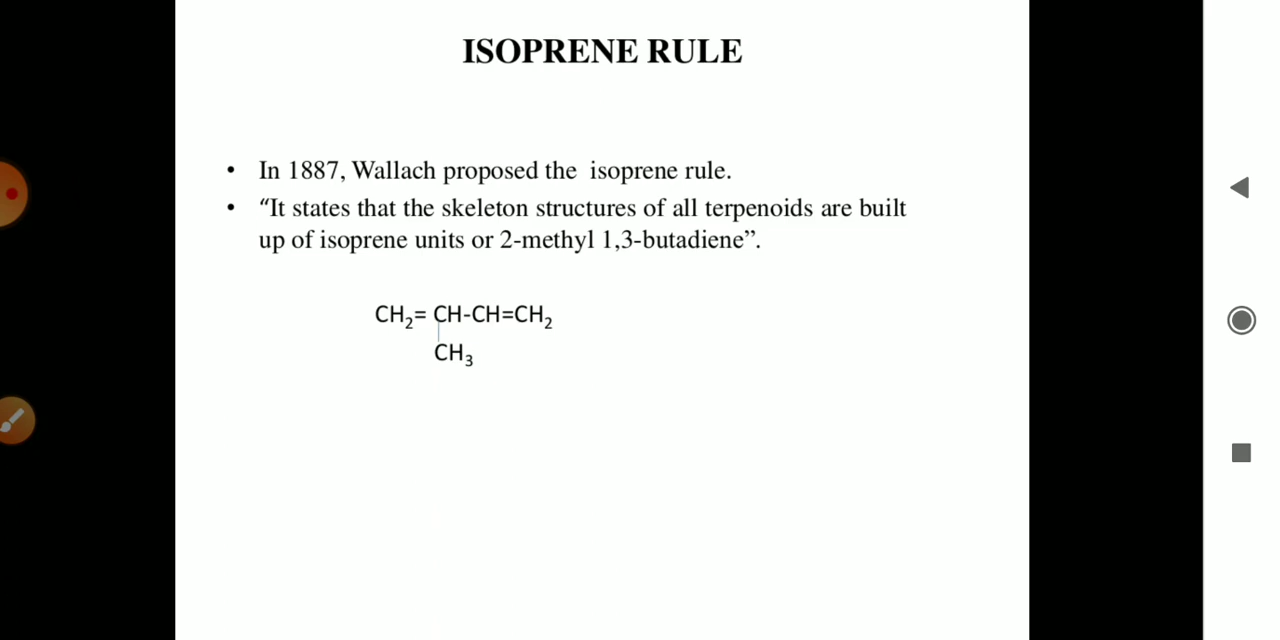 ISOPRENE RULE
• In 1887, Wallach proposed the isoprene rule.
• “It states that the skeleton structures of all terpenoids are built
up of isoprene units or 2-methyl 1,3-butadiene”.
CH₂= CH-CH=CH₂
CH₃